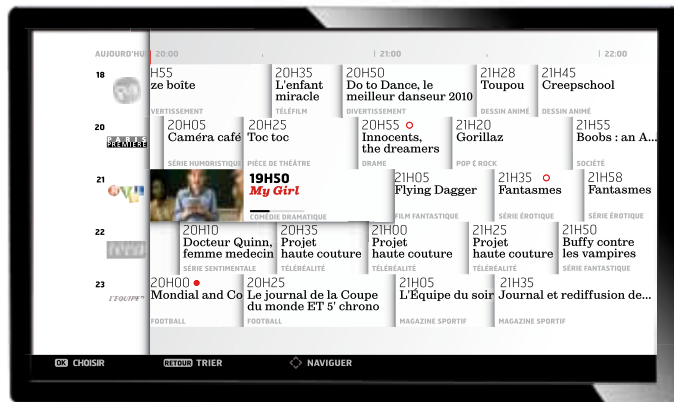 AUJOURD'HU 20:00 21:00 22:00
18
H55 20H35 20H50 21H28 21H45
ze boîte L'enfant miracle Do to Dance, le meilleur danseur 2010 Toupou Creepschool
VERTISSEMENT TÉLÉFILM DIVERTISSEMENT DESSIN ANIMÉ DESSIN ANIMÉ
20 PARIS PREMIÈRE
20H05 20H25 20H55 21H20 21H55
Caméra café Toc toc Innocents, the dreamers Gorillaz Boobs : an A...
SÉRIE HUMORISTIQUE PIÈCE DE THÉÂTRE DRAME POP & ROCK SOCIÉTÉ
21
19H50 21H05 21H35 21H58
My Girl Flying Dagger Fantasmes Fantasmes
COMÉDIE DRAMATIQUE FILM FANTASTIQUE SÉRIE ÉROTIQUE SÉRIE ÉROTIQUE
22
20H10 20H35 21H00 21H25 21H50
Docteur Quinn, femme medecin Projet haute couture Projet haute couture Projet haute couture Buffy contre les vampires
SÉRIE SENTIMENTALE TÉLÉRÉALITÉ TÉLÉRÉALITÉ TÉLÉRÉALITÉ SÉRIE FANTASTIQUE
23 L'EQUIPE
20H00 20H25 21H05 21H35
Mondial and Co Le journal de la Coupe du monde ET 5' chrono L'Équipe du soir Journal et rediffusion de...
FOOTBALL FOOTBALL MAGAZINE SPORTIF MAGAZINE SPORTIF
OK CHOISIR RETOUR TRIER NAVIGUER